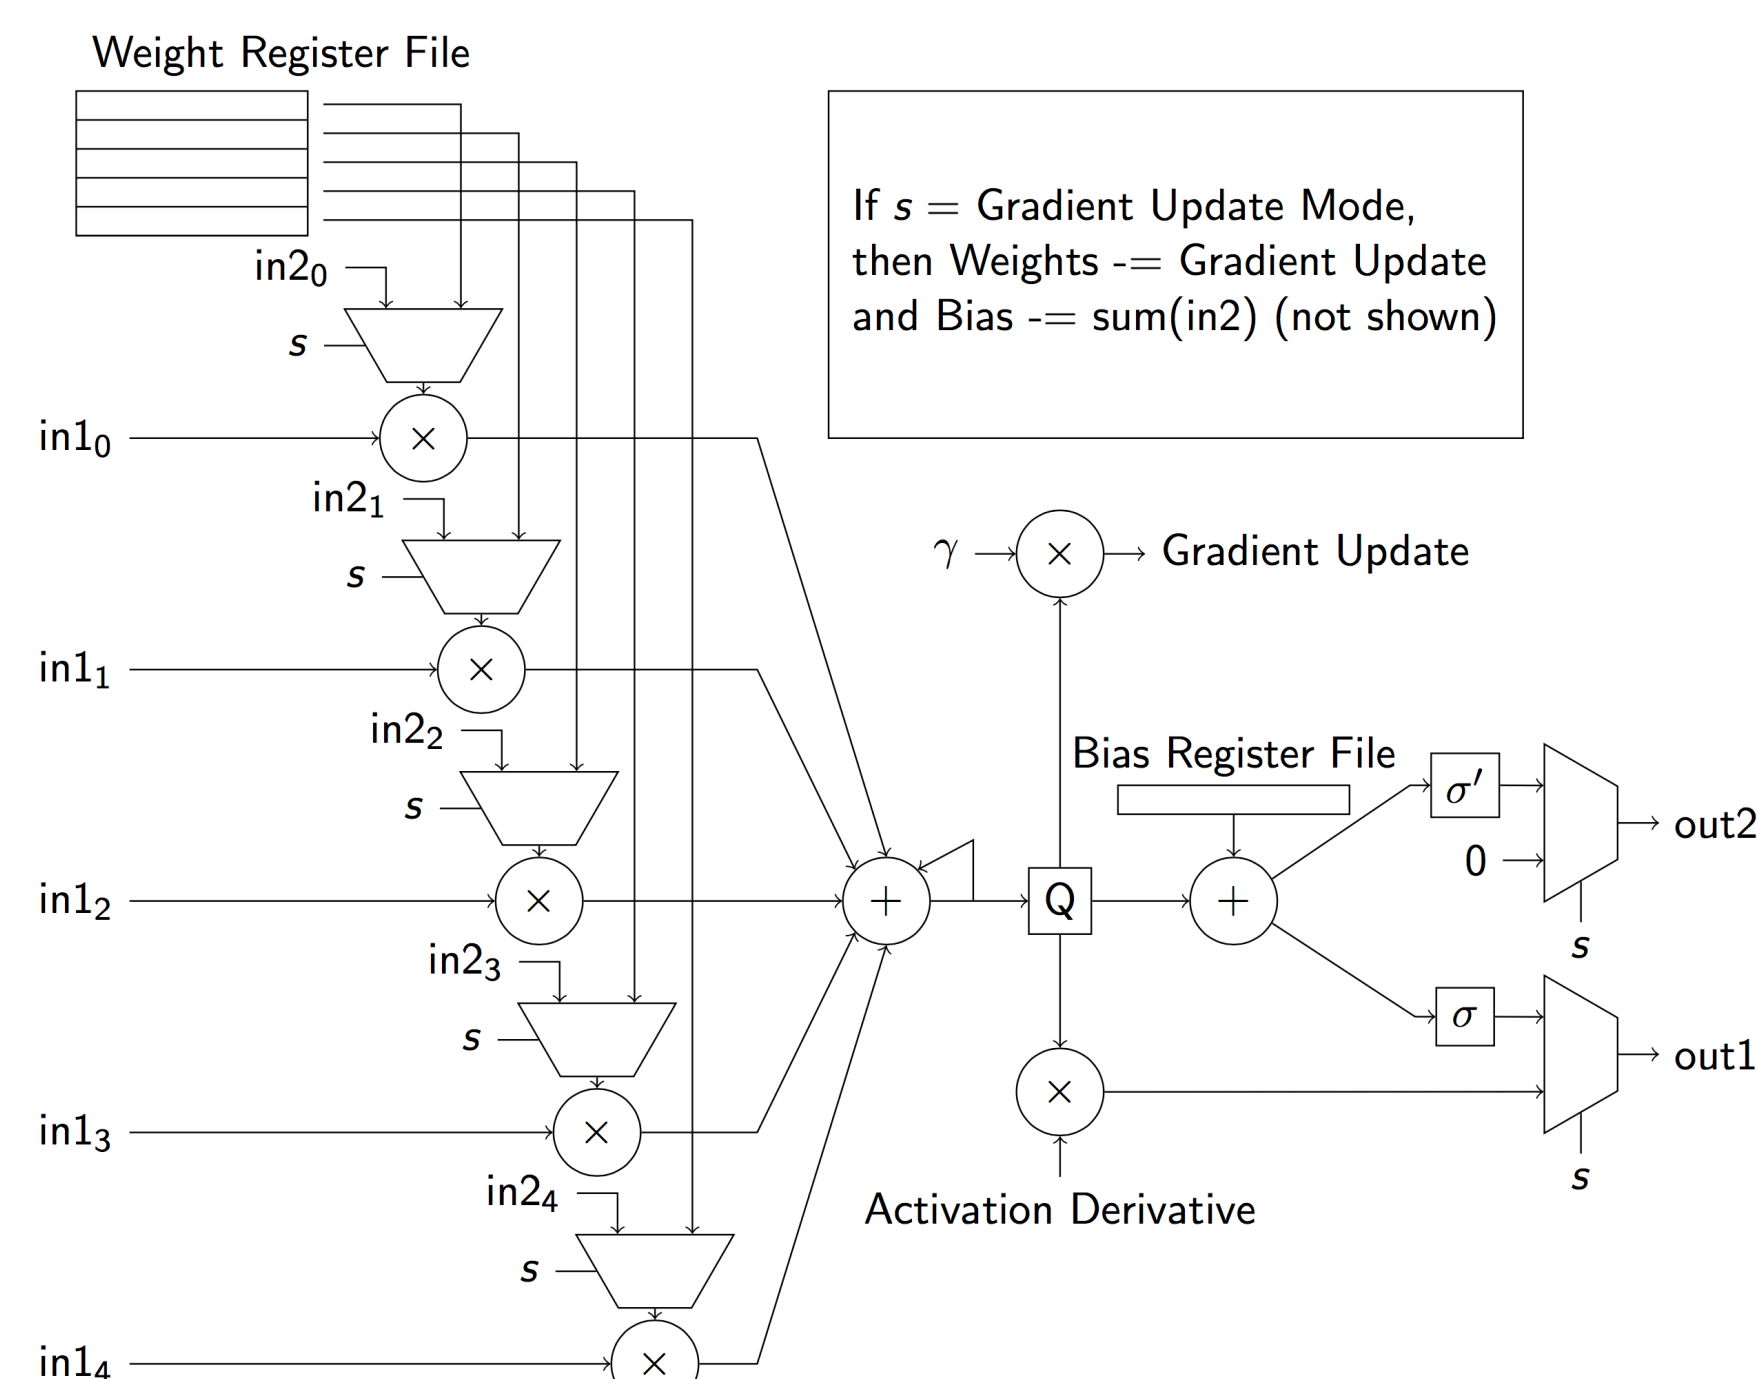 Weight Register File
If s = Gradient Update Mode,
then Weights -= Gradient Update
and Bias -= sum(in2) (not shown)
in2₀
s
×
in1₀
in2₁
s
×
in1₁
γ
×
Gradient Update
in2₂
s
×
in1₂
+
Q
Bias Register File
+
σ′
0
out2
s
in2₃
s
×
in1₃
σ
out1
s
×
Activation Derivative
in2₄
s
×
in1₄